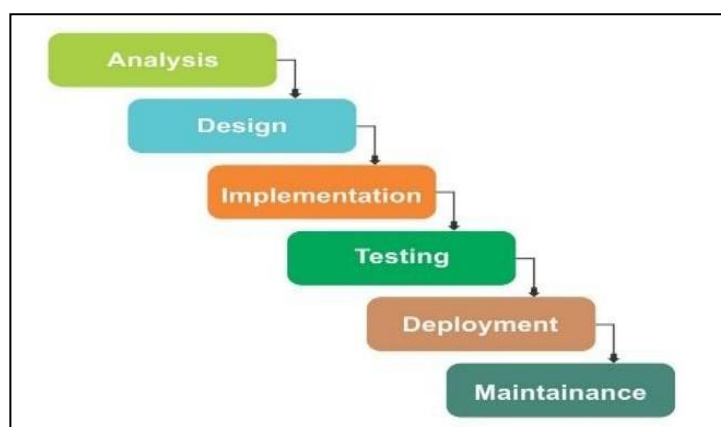 Analysis
Design
Implementation
Testing
Deployment
Maintainance